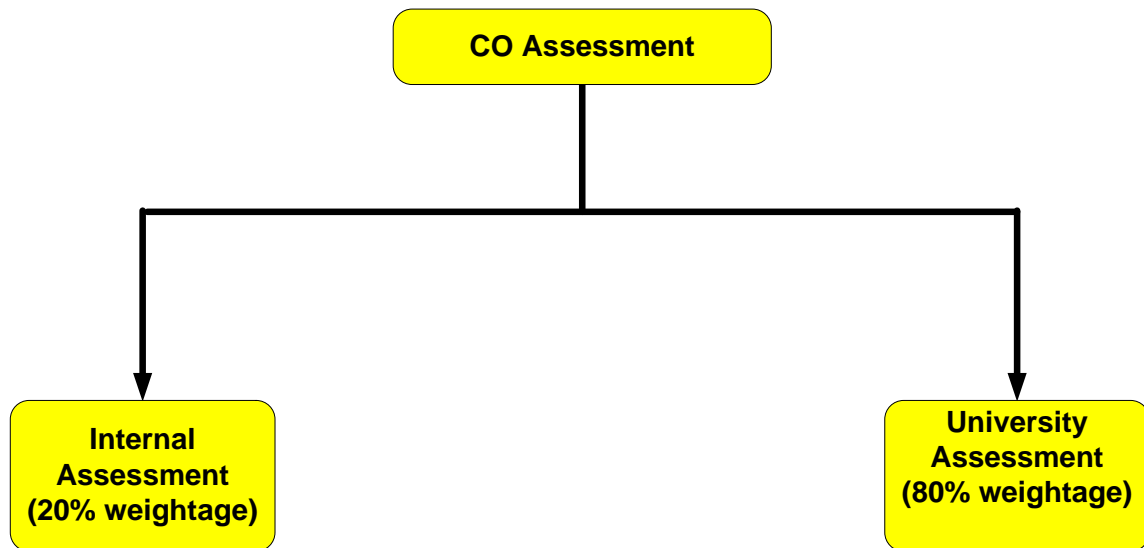 CO Assessment
Internal
Assessment
(20% weightage)
University
Assessment
(80% weightage)